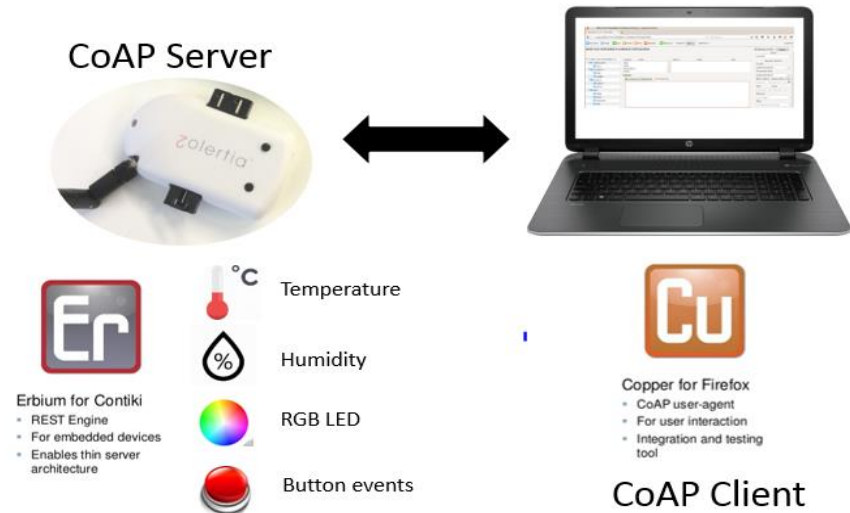 CoAP Server
Zolertia
hp
°C
Temperature
%
Humidity
RGB LED
Button events
Er
Erbium for Contiki
▪ REST Engine
▪ For embedded devices
▪ Enables thin server
architecture
Cu
Copper for Firefox
▪ CoAP user-agent
▪ For user interaction
▪ Integration and testing
tool
CoAP Client